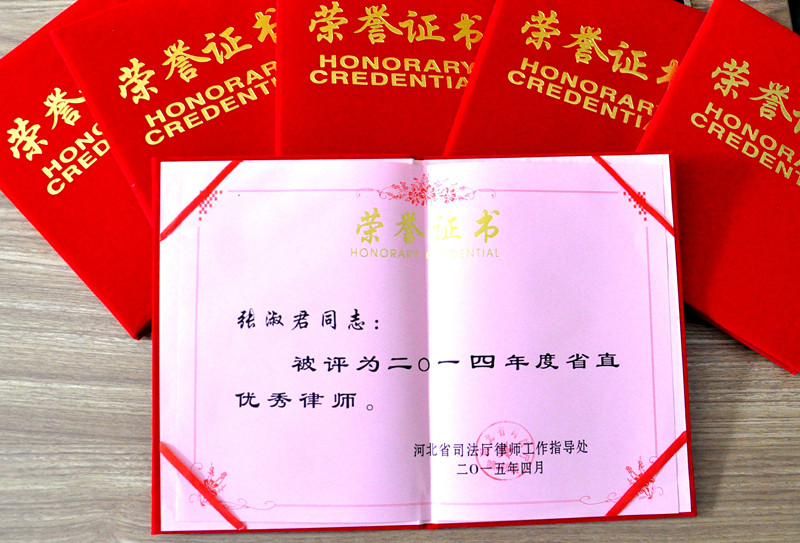 荣誉证书
HONORARY
CREDENTIAL
荣誉证书
HONORARY
CREDENTIAL
荣誉证书
HONORARY
CREDENTIAL
荣誉证书
HONORARY
CREDENTIAL
荣誉证书
HONORARY
CREDENTIAL
荣誉证书
HONORARY CREDENTIAL
张淑君同志：
被评为二〇一四年度省直
优秀律师。
河北省司法厅律师工作指导处
二〇一五年四月